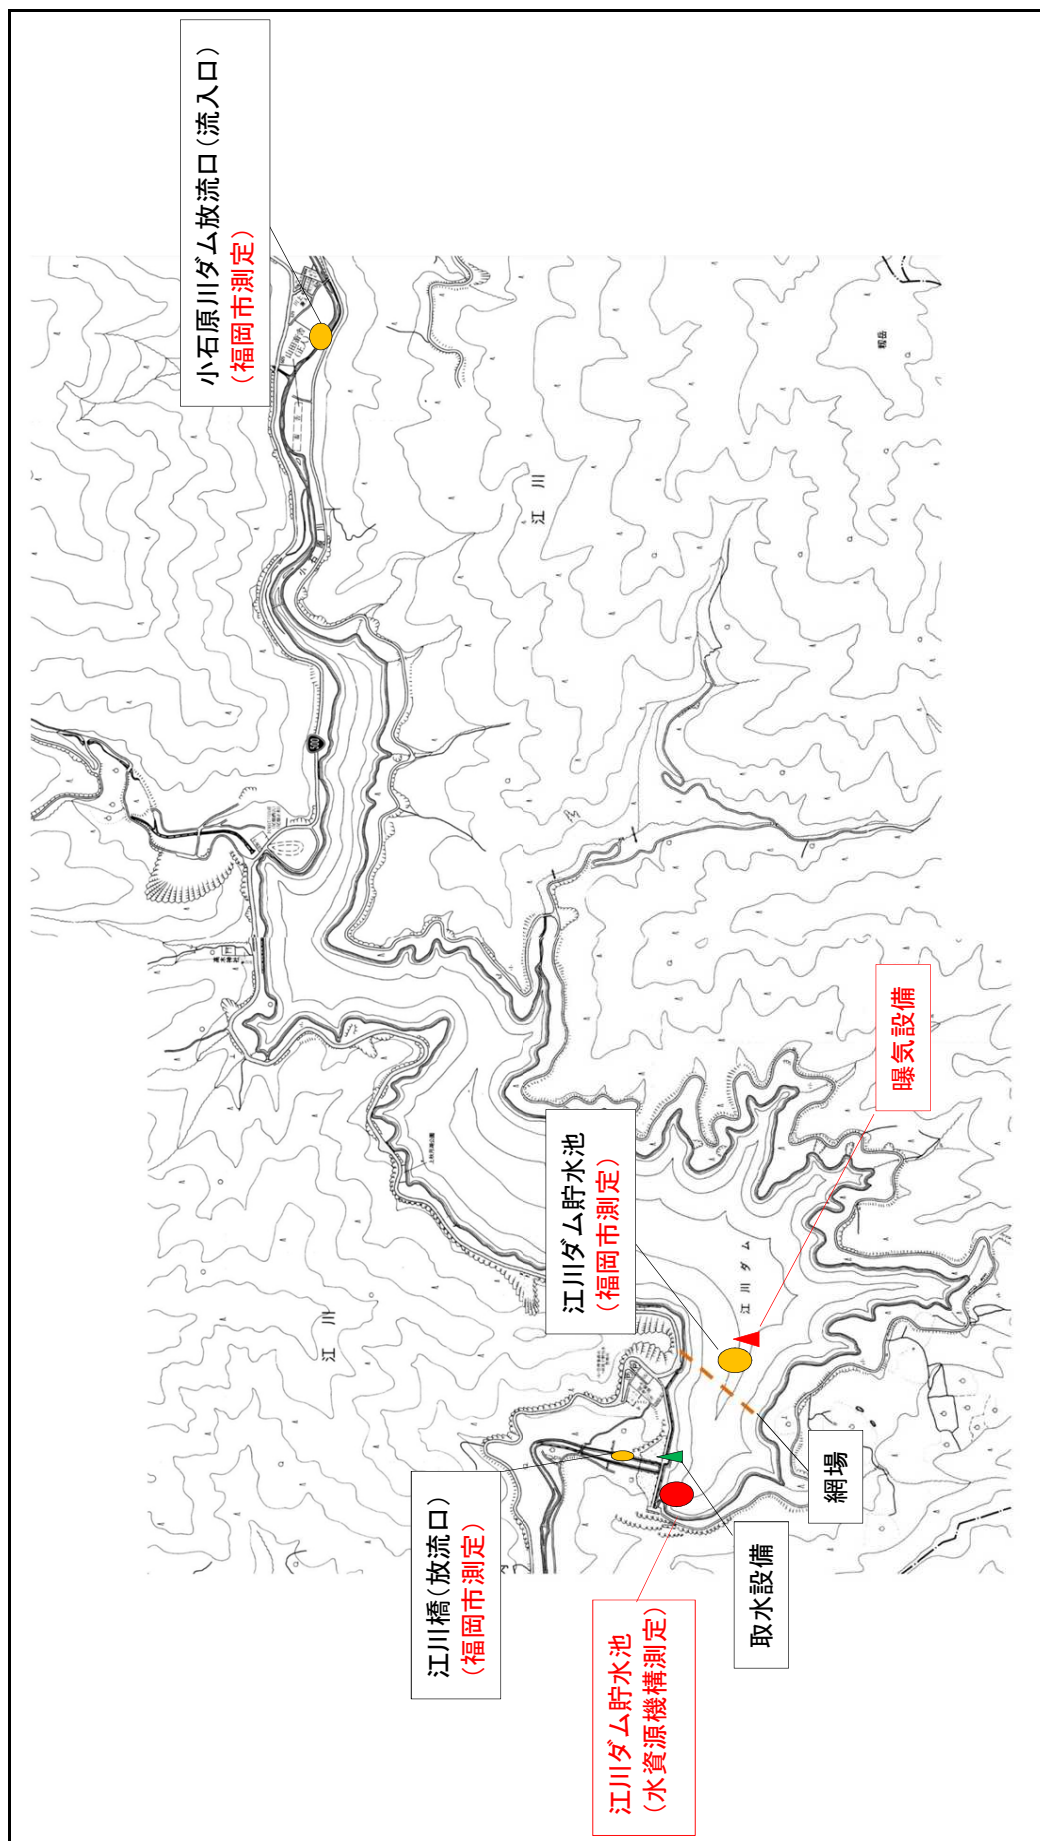 小石原川ダム放流口(流入口)
(福岡市測定)
江川
500
江川
曝気設備
江川ダム貯水池
(福岡市測定)
江川ダム
網場
江川橋(放流口)
(福岡市測定)
取水設備
江川ダム貯水池
(水資源機構測定)